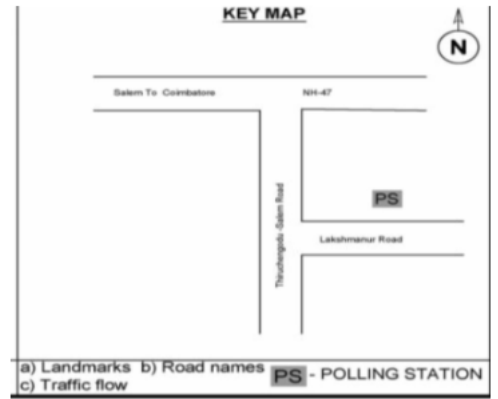 KEY MAP
N
Salem To Coimbatore NH-47
Thiruchengodu -Salem Road
PS
Lakshmanur Road
a) Landmarks b) Road names
c) Traffic flow
PS - POLLING STATION